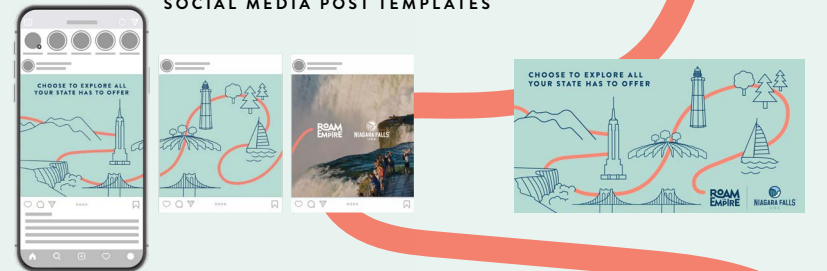 SOCIAL MEDIA POST TEMPLATES
CHOOSE TO EXPLORE ALL
YOUR STATE HAS TO OFFER
ROAM
EMPIRE
NIAGARA FALLS
CHOOSE TO EXPLORE ALL
YOUR STATE HAS TO OFFER
ROAM
EMPIRE
NIAGARA FALLS